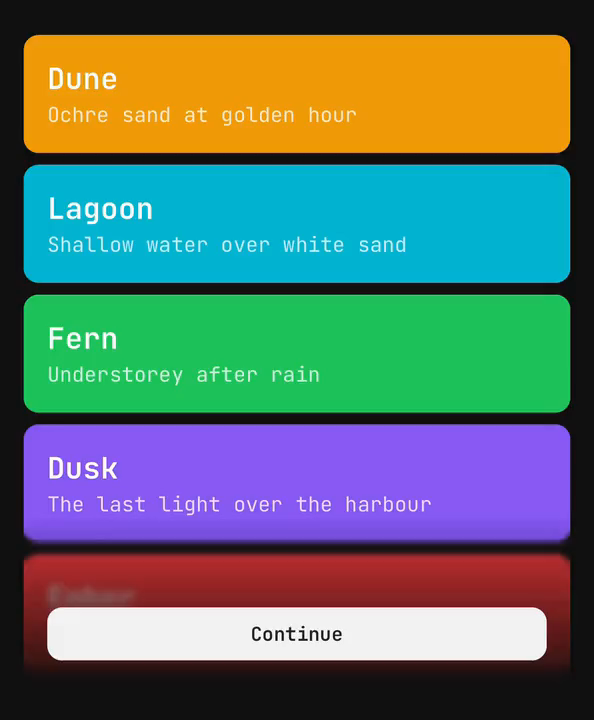 Dune
Ochre sand at golden hour
Lagoon
Shallow water over white sand
Fern
Understorey after rain
Dusk
The last light over the harbour
Continue